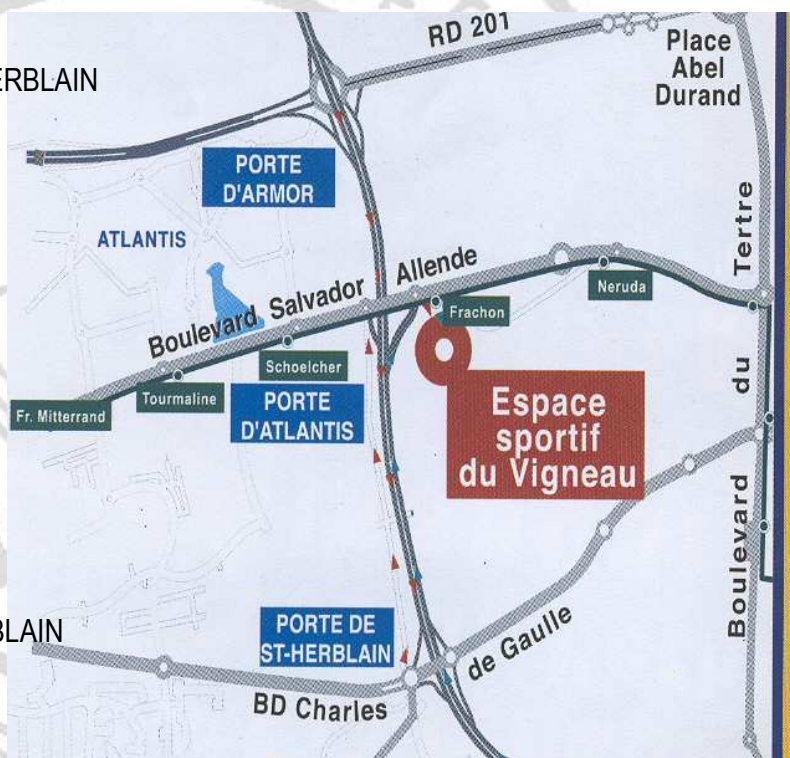 RD 201
Place
Abel
Durand
ERBLAIN
PORTE
D'ARMOR
ATLANTIS
Boulevard Salvador Allende
Neruda
Frachon
Schoelcher
Tourmaline
Fr. Mitterrand
PORTE
D'ATLANTIS
Espace
sportif
du Vigneau
Boulevard du Tertre
BLAIN
PORTE DE
ST-HERBLAIN
BD Charles de Gaulle